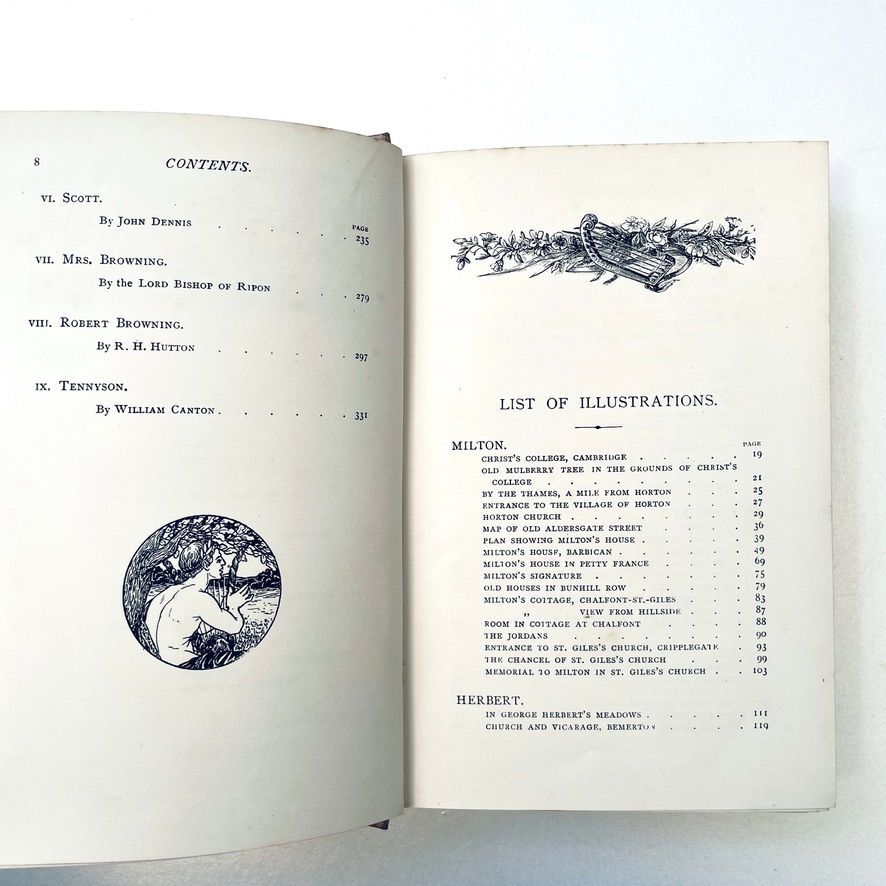 8 CONTENTS.
VI. SCOTT.
By JOHN DENNIS . . . . . .
PAGE
235
VII. MRS. BROWNING.
By the LORD BISHOP OF RIPON . . . 279
VIII. ROBERT BROWNING.
By R. H. HUTTON . . . . . . 297
IX. TENNYSON.
By WILLIAM CANTON . . . . . . 331
LIST OF ILLUSTRATIONS.
MILTON.
PAGE
CHRIST'S COLLEGE, CAMBRIDGE . . . . . 19
OLD MULBERRY TREE IN THE GROUNDS OF CHRIST'S
COLLEGE . . . . . . . . 21
BY THE THAMES, A MILE FROM HORTON . . . 25
ENTRANCE TO THE VILLAGE OF HORTON . . . 27
HORTON CHURCH . . . . . . . 29
MAP OF OLD ALDERSGATE STREET . . . . 36
PLAN SHOWING MILTON'S HOUSE . . . . . 39
MILTON'S HOUSE, BARBICAN . . . . . . 49
MILTON'S HOUSE IN PETTY FRANCE . . . . 69
MILTON'S SIGNATURE . . . . . . 75
OLD HOUSES IN BUNHILL ROW . . . . . 79
MILTON'S COTTAGE, CHALFONT-ST.-GILES . . . 83
„ VIEW FROM HILLSIDE . . . 87
ROOM IN COTTAGE AT CHALFONT . . . . 88
THE JORDANS . . . . . . . 90
ENTRANCE TO ST. GILES'S CHURCH, CRIPPLEGATE . 93
THE CHANCEL OF ST. GILES'S CHURCH . . . 99
MEMORIAL TO MILTON IN ST. GILES'S CHURCH . . 103
HERBERT.
IN GEORGE HERBERT'S MEADOWS . . . . . 111
CHURCH AND VICARAGE, BEMERTON . . . . 119